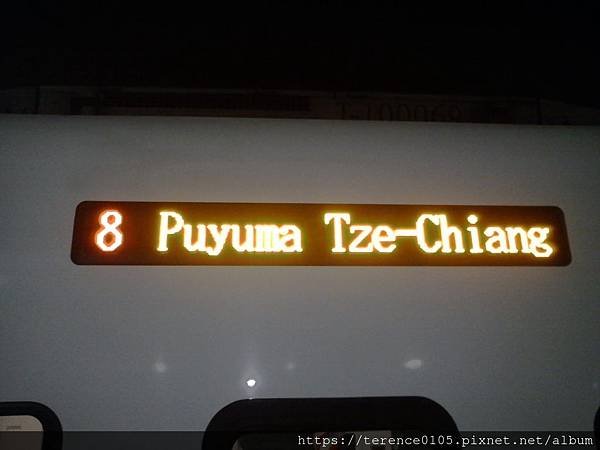 8 Puyuma Tze-Chiang
https://terence0105.pixnet.net/album